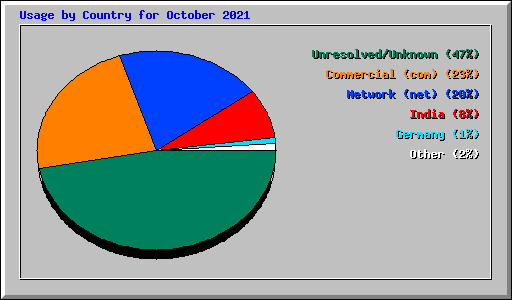 Usage by Country for October 2021
Unresolved/Unknown (47%)
Commercial (com) (23%)
Network (net) (20%)
India (8%)
Germany (1%)
Other (2%)